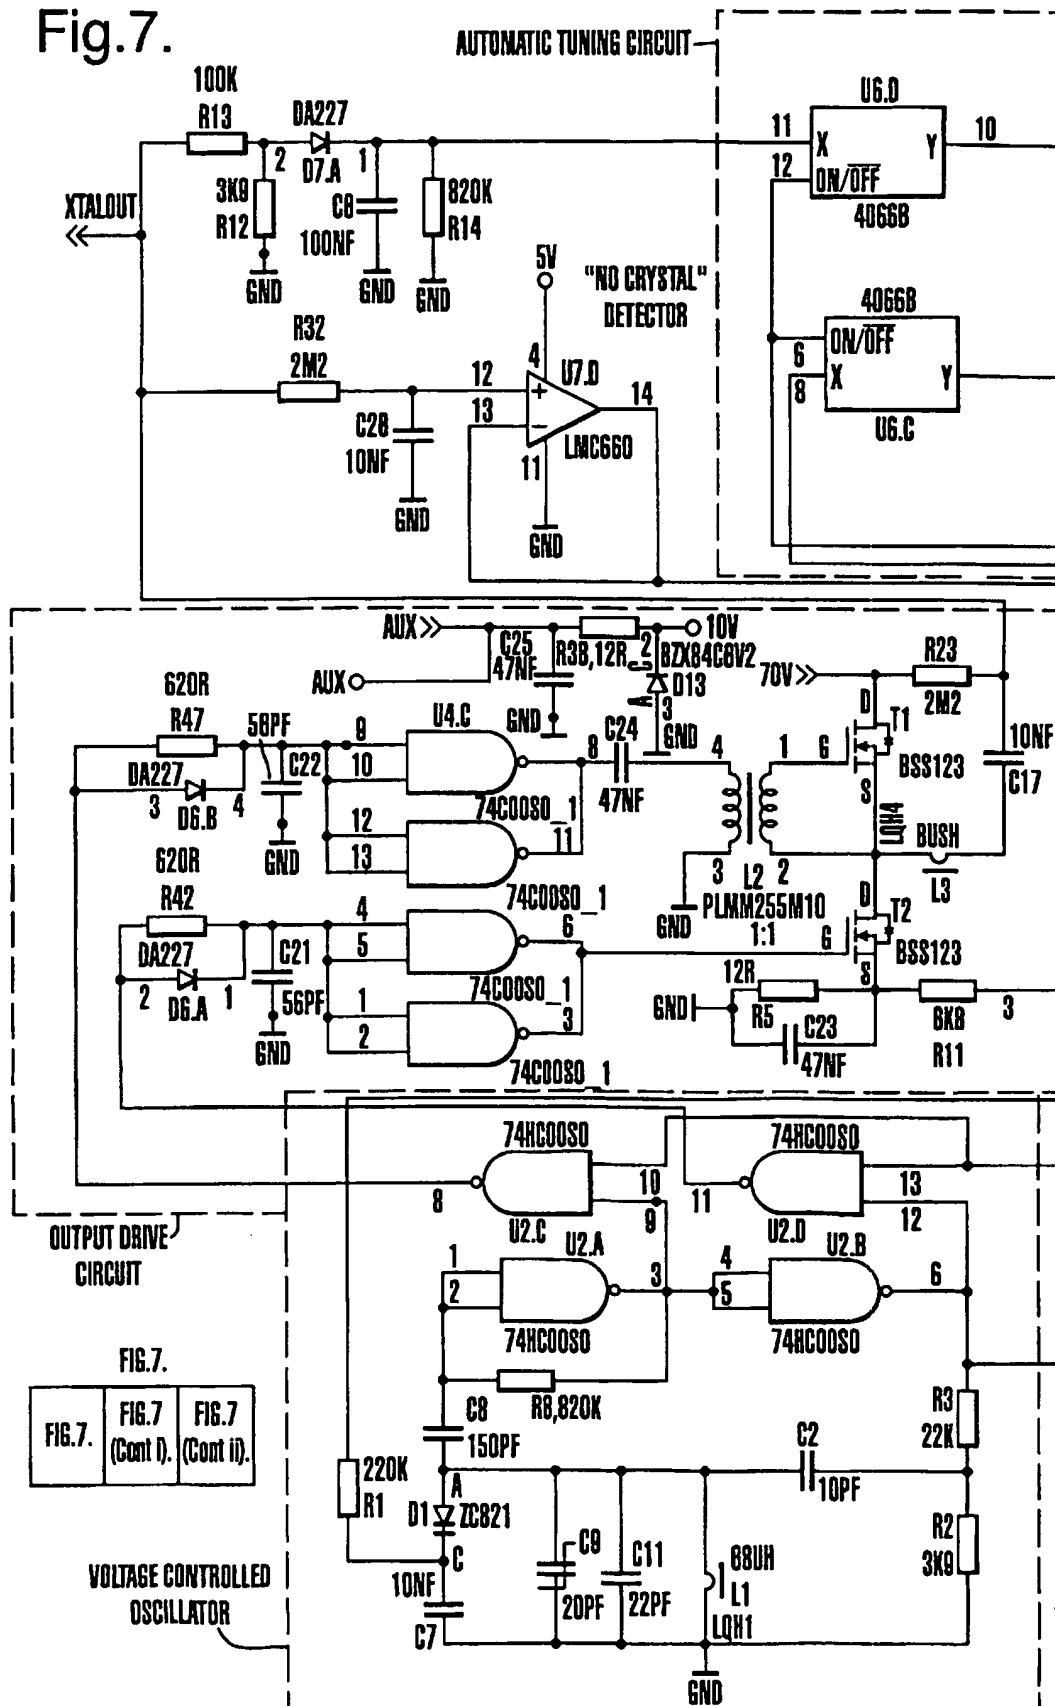 Fig.7.
AUTOMATIC TUNING CIRCUIT
100K
R13
DA227
2
D7.A
1
3K9
R12
GND
C6
100NF
GND
820K
R14
GND
XTALOUT
U6.D
11
X
Y
10
12
ON/OFF
4066B
5V
"NO CRYSTAL"
DETECTOR
R32
2M2
4
12
13
U7.D
14
LMC660
11
C28
10NF
GND
GND
4066B
ON/OFF
6
8
X
Y
U6.C
AUX
C25
47NF
R38,12R
2
10V
BZX84C6V2
D13
3
GND
GND
AUX
70V
R23
2M2
620R
R47
56PF
C22
U4.C
9
10
DA227
3
D6.B
4
GND
74C00S0_1
8
C24
47NF
12
13
11
74C00S0_1
4
1
3
2
L2
GND
PLMM255M10
1:1
D
T1
G
BSS123
S
LQH4
BUSH
L3
10NF
C17
620R
R42
DA227
2
D6.A
1
C21
56PF
GND
4
5
6
74C00S0_1
1
2
3
74C00S0_1
D
T2
G
BSS123
S
12R
GND
R5
C23
47NF
6K8
R11
3
74HC00S0
74HC00S0
8
10
9
U2.C
11
13
12
U2.D
OUTPUT DRIVE
CIRCUIT
U2.A
1
2
3
74HC00S0
U2.B
4
5
6
74HC00S0
R8,820K
C8
150PF
R3
22K
C2
10PF
R2
3K9
220K
R1
A
D1
ZC821
C
10NF
C7
C9
20PF
C11
22PF
68UH
L1
LQH1
GND
FIG.7.
FIG.7.
FIG.7
(Cont i).
FIG.7
(Cont ii).
VOLTAGE CONTROLLED
OSCILLATOR